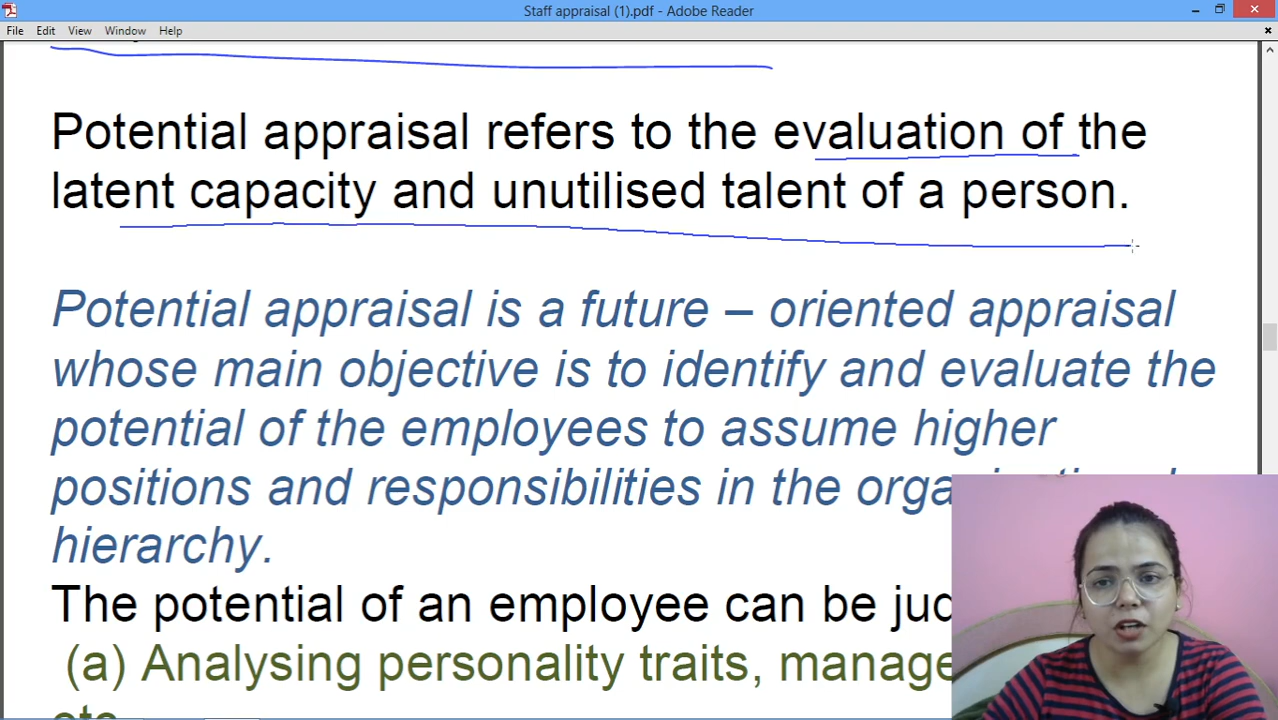 Staff appraisal (1).pdf - Adobe Reader
File Edit View Window Help
Potential appraisal refers to the evaluation of the
latent capacity and unutilised talent of a person.
Potential appraisal is a future – oriented appraisal
whose main objective is to identify and evaluate the
potential of the employees to assume higher
positions and responsibilities in the
hierarchy.
The potential of an employee can be
(a) Analysing personality traits,